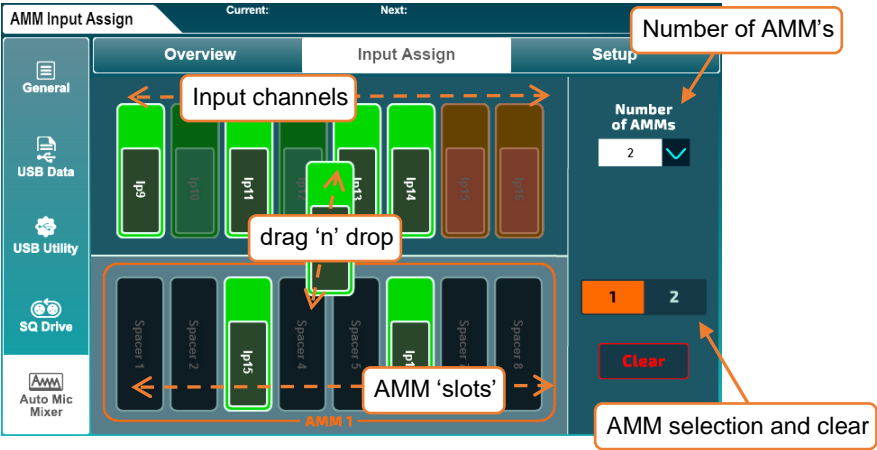 AMM Input Assign
Current:
Next:
Number of AMM's
Overview
Input Assign
Setup
General
USB Data
USB Utility
SQ Drive
Auto Mic
Mixer
Input channels
Number
of AMMs
2
Ip9
Ip10
Ip11
Ip13
Ip14
Ip15
Ip16
drag 'n' drop
1
2
Clear
Spacer 1
Spacer 2
Ip15
Spacer 4
Spacer 5
Spacer 8
AMM 'slots'
AMM 1
AMM selection and clear